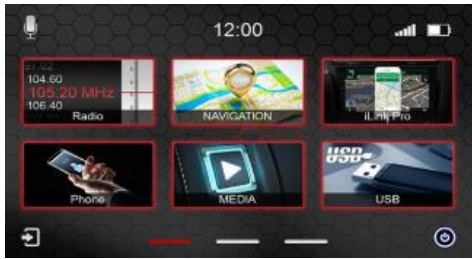 12:00
97.02
104.60
105.20 MHz
106.40
Radio
NAVIGATION
iLink Pro
Phone
MEDIA
USB
USB